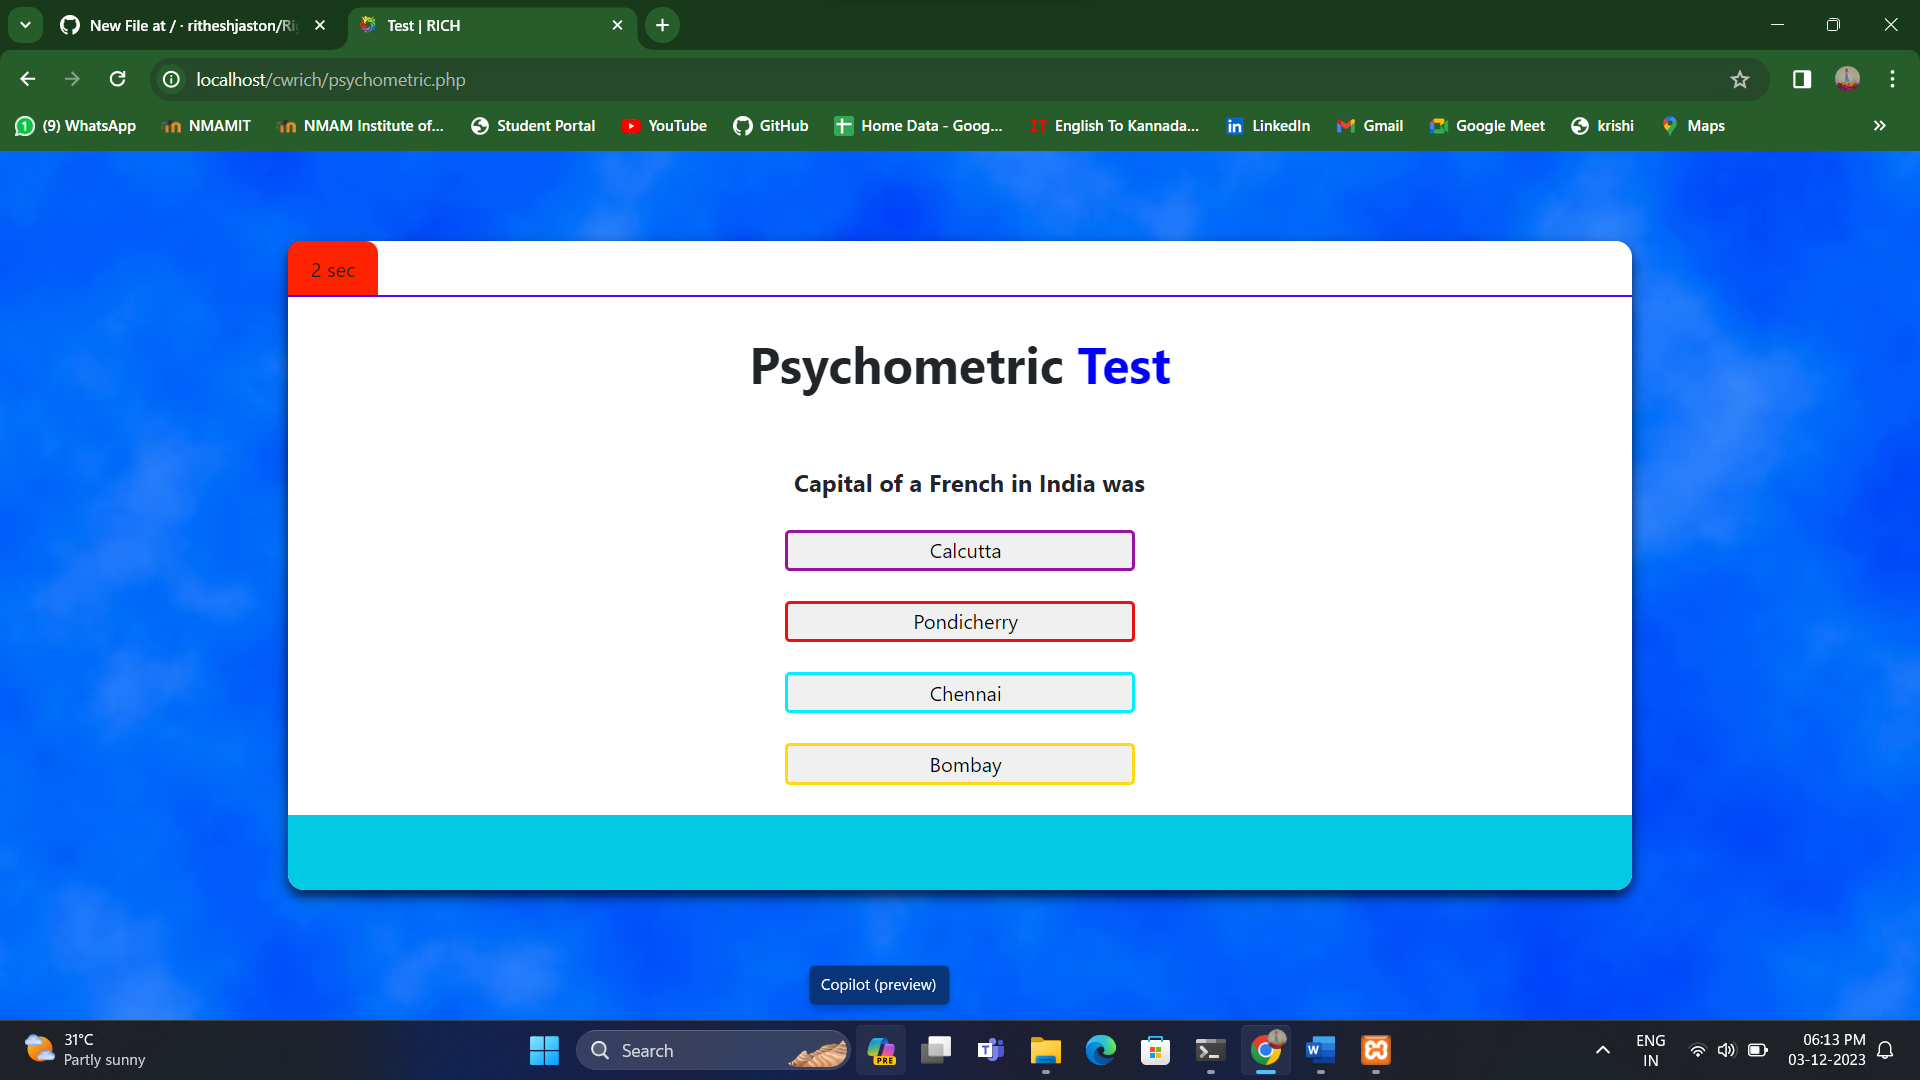 New File at / · ritheshjaston/Ri
Test | RICH
localhost/cwrich/psychometric.php
(9) WhatsApp
NMAMIT
NMAM Institute of...
Student Portal
YouTube
GitHub
Home Data - Goog...
IT English To Kannada...
LinkedIn
Gmail
Google Meet
krishi
Maps
2 sec
Psychometric Test
Capital of a French in India was
Calcutta
Pondicherry
Chennai
Bombay
Copilot (preview)
31°C
Partly sunny
Search
PRE
ENG
IN
06:13 PM
03-12-2023